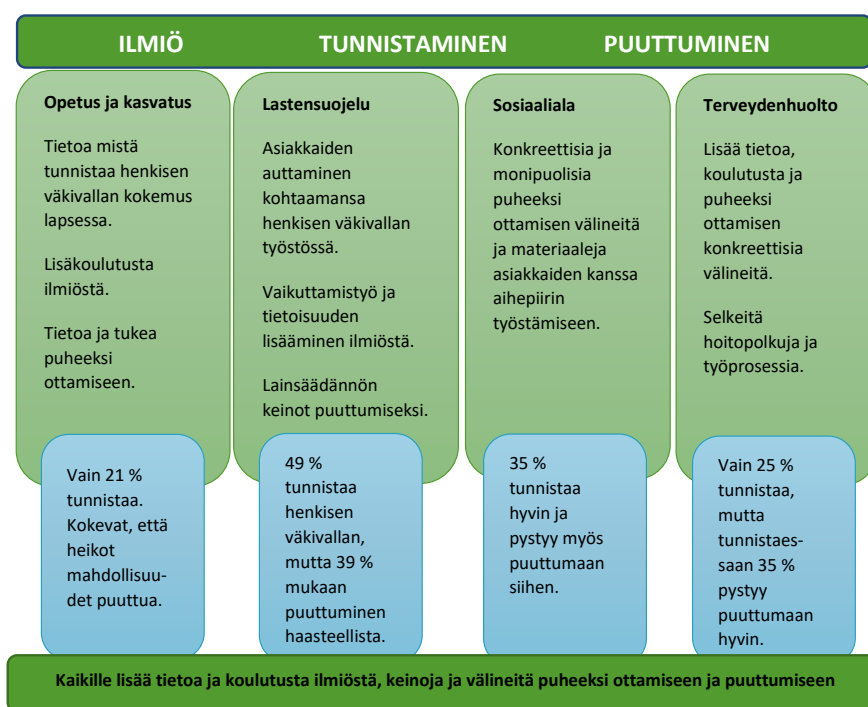 ILMIÖ TUNNISTAMINEN PUUTTUMINEN
Opetus ja kasvatus
Tietoa mistä
tunnistaa henkisen
väkivallan kokemus
lapsessa.
Lisäkoulutusta
ilmiöstä.
Tietoa ja tukea
puheeksi
ottamiseen.
Vain 21 %
tunnistaa.
Kokevat, että
heikot
mahdollisuu-
det puuttua.
Lastensuojelu
Asiakkaiden
auttaminen
kohtaamansa
henkisen väkivallan
työstössä.
Vaikuttamistyö ja
tietoisuuden
lisääminen ilmiöstä.
Lainsäädännön
keinot puuttumiseksi.
49 %
tunnistaa
henkisen
väkivallan,
mutta 39 %
mukaan
puuttuminen
haasteellista.
Sosiaaliala
Konkreettisia ja
monipuolisia
puheeksi
ottamisen välineitä
ja materiaaleja
asiakkaiden kanssa
aihepiirin
työstämiseen.
35 %
tunnistaa
hyvin ja
pystyy myös
puuttumaan
siihen.
Terveydenhuolto
Lisää tietoa,
koulutusta ja
puheeksi
ottamisen
konkreettisia
välineitä.
Selkeitä
hoitopolkuja ja
työprosessia.
Vain 25 %
tunnistaa,
mutta
tunnistaes-
saan 35 %
pystyy
puuttumaan
hyvin.
Kaikille lisää tietoa ja koulutusta ilmiöstä, keinoja ja välineitä puheeksi ottamiseen ja puuttumiseen